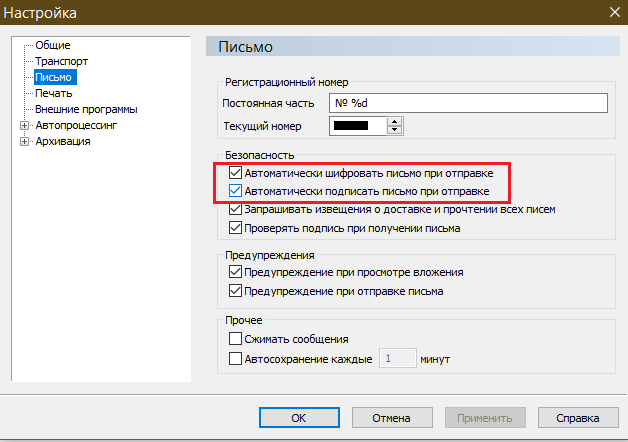 Настройка
Общие
Транспорт
Письмо
Печать
Внешние программы
Автопроцессинг
Архивация
Письмо
Регистрационный номер
Постоянная часть № %d
Текущий номер
Безопасность
Автоматически шифровать письмо при отправке
Автоматически подписать письмо при отправке
Запрашивать извещения о доставке и прочтении всех писем
Проверять подпись при получении письма
Предупреждения
Предупреждение при просмотре вложения
Предупреждение при отправке письма
Прочее
Сжимать сообщения
Автосохранение каждые 1 минут
OK Отмена Применить Справка